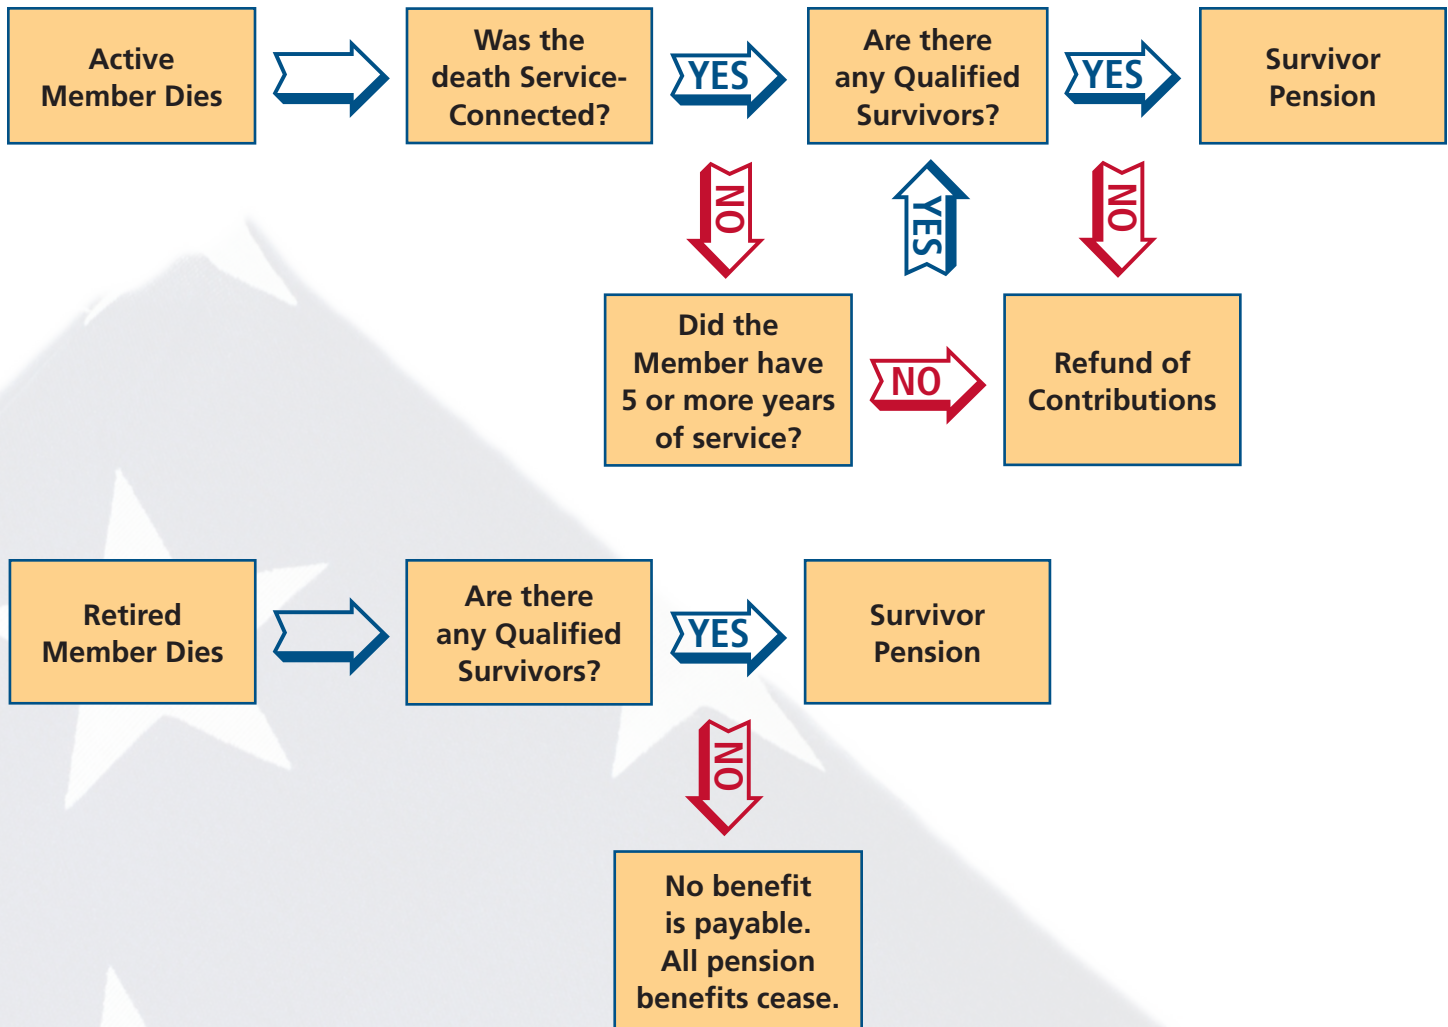 Active
Member Dies
Was the
death Service-
Connected?
YES
Are there
any Qualified
Survivors?
YES
Survivor
Pension
NO
YES
NO
Did the
Member have
5 or more years
of service?
NO
Refund of
Contributions
Retired
Member Dies
Are there
any Qualified
Survivors?
YES
Survivor
Pension
NO
No benefit
is payable.
All pension
benefits cease.